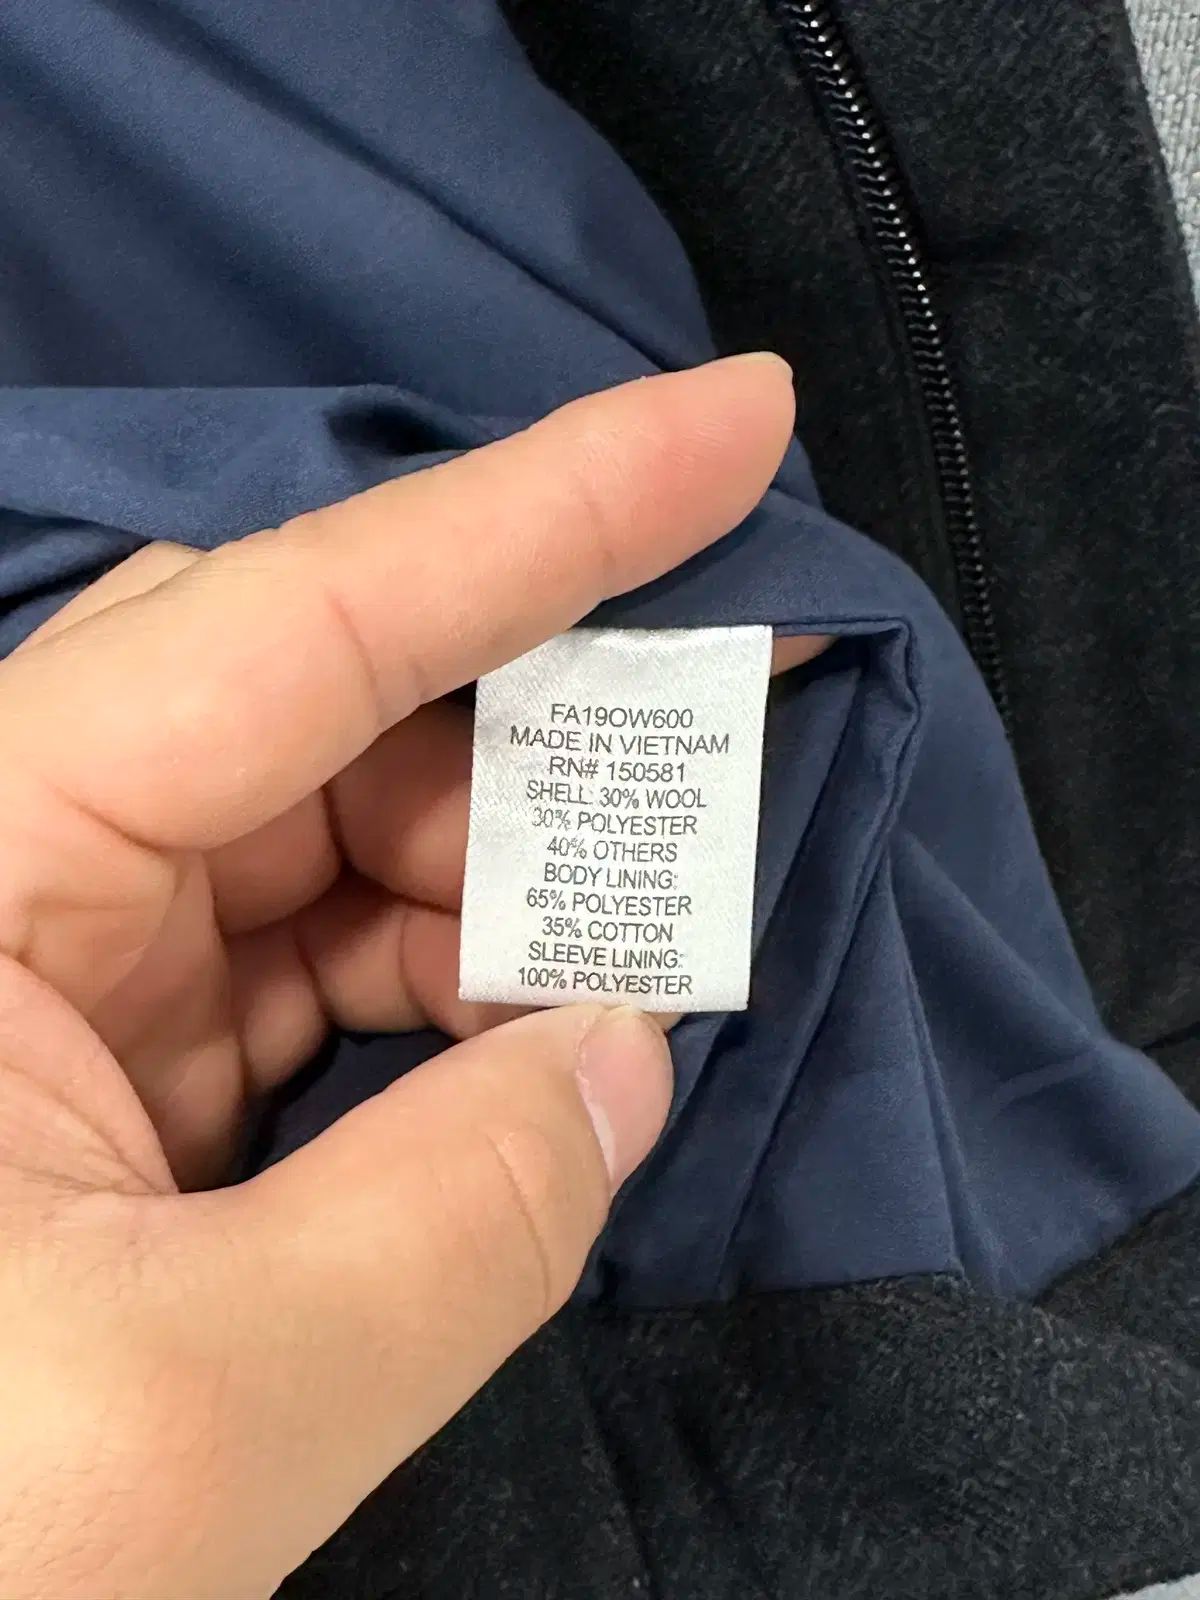 FA19OW600
MADE IN VIETNAM
RN# 150581
SHELL: 30% WOOL
30% POLYESTER
40% OTHERS
BODY LINING:
65% POLYESTER
35% COTTON
SLEEVE LINING:
100% POLYESTER